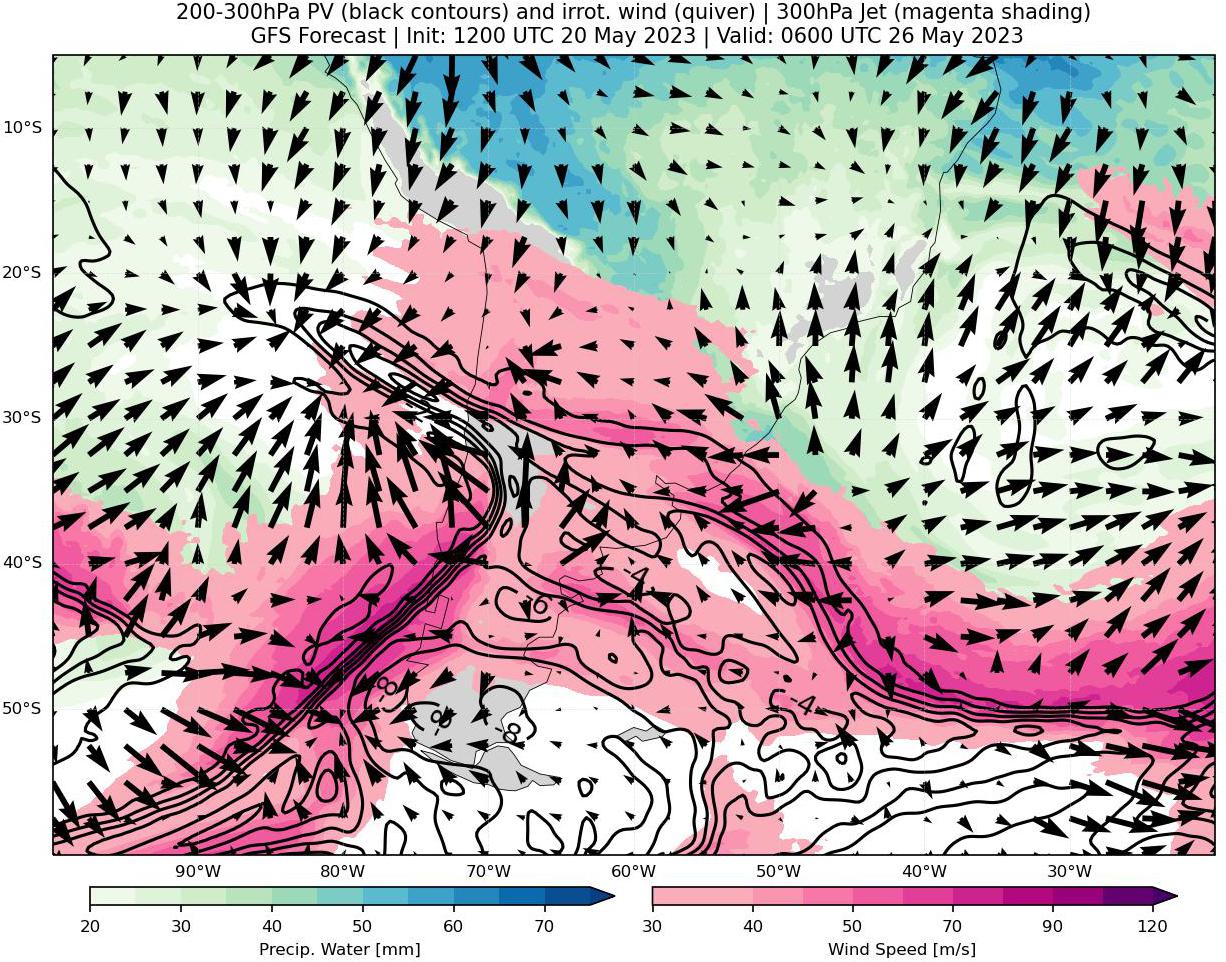 200-300hPa PV (black contours) and irrot. wind (quiver) | 300hPa Jet (magenta shading)
GFS Forecast | Init: 1200 UTC 20 May 2023 | Valid: 0600 UTC 26 May 2023
10°S
20°S
30°S
40°S
50°S
-4
-6
-8
-8
-8
-4
90°W 80°W 70°W 60°W 50°W 40°W 30°W
20 30 40 50 60 70
30 40 50 70 90 120
Precip. Water [mm] Wind Speed [m/s]